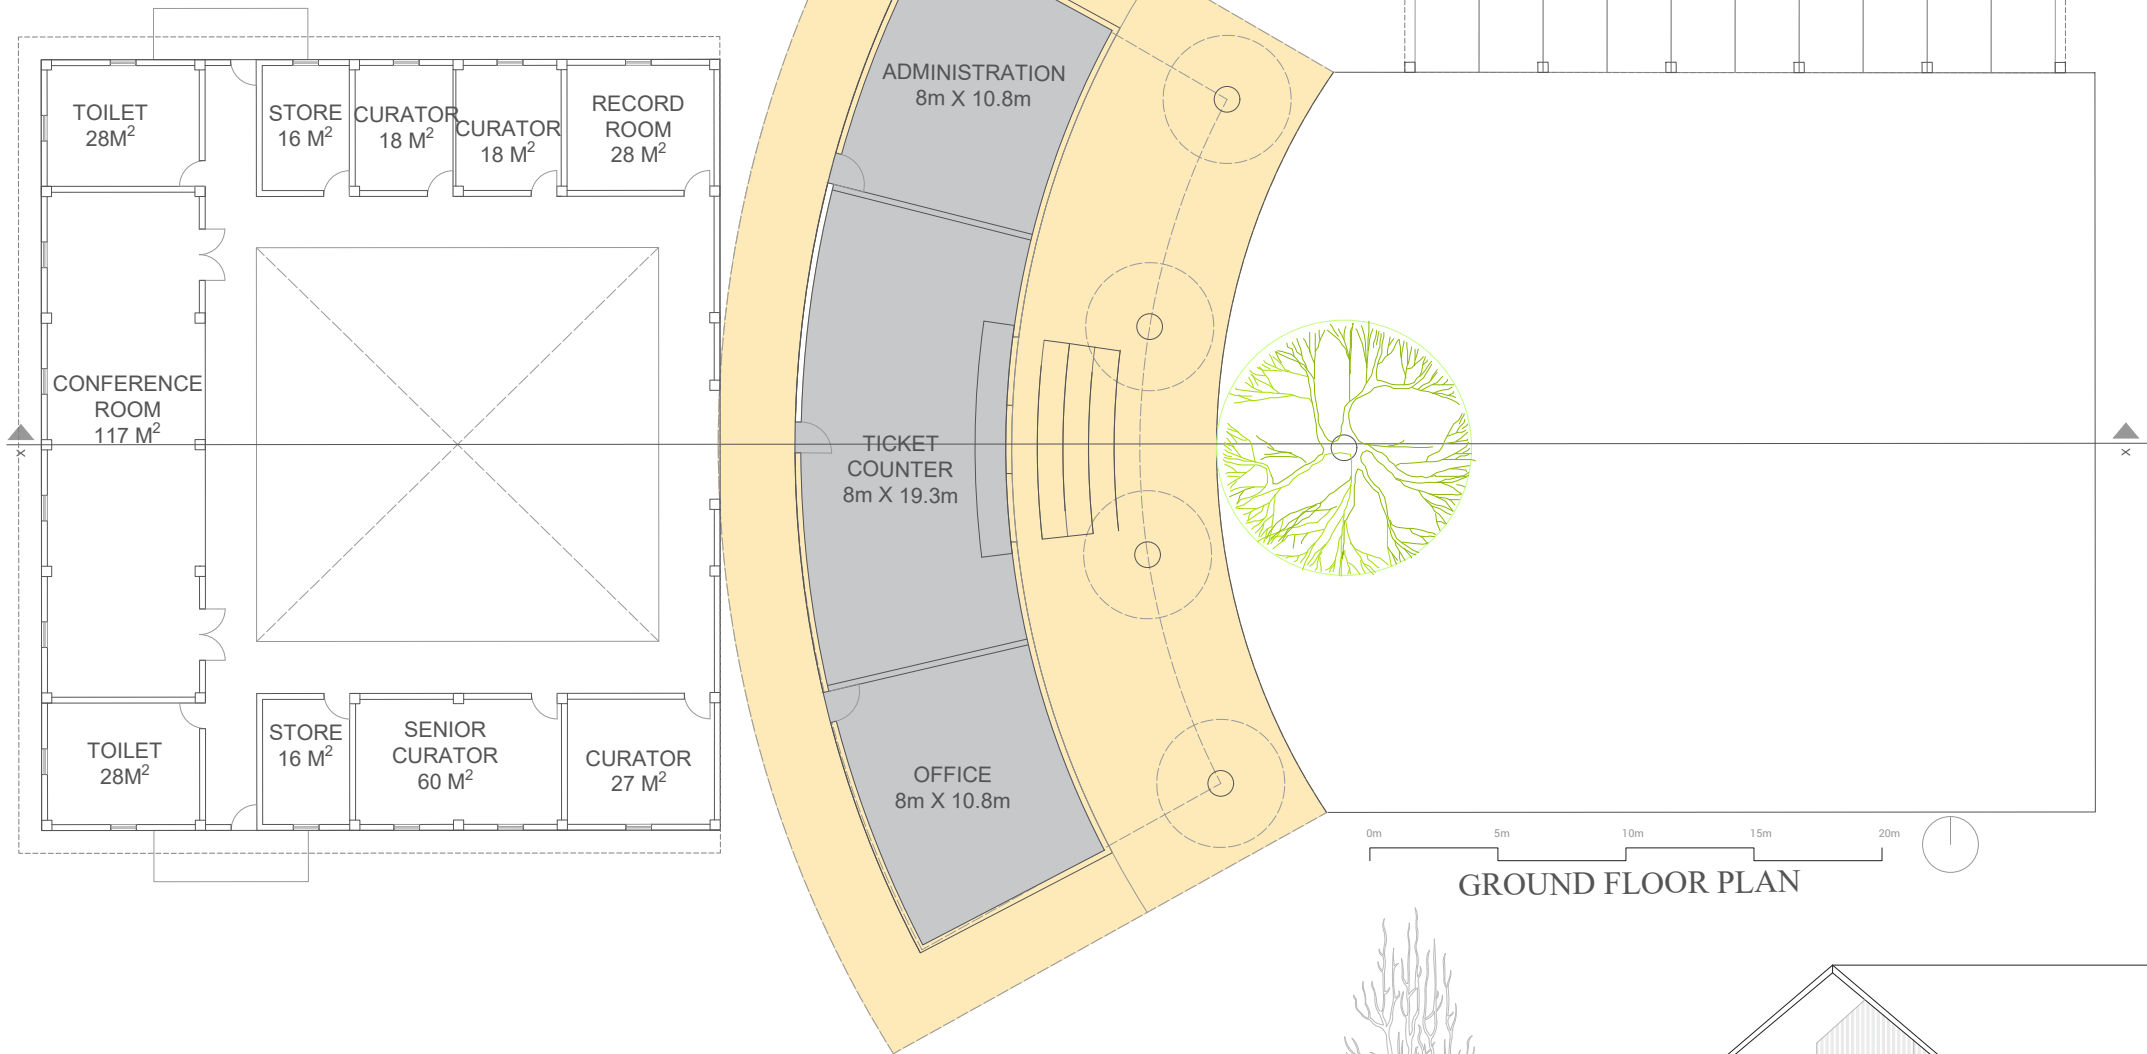 TOILET
28M²
STORE
16 M²
CURATOR
18 M²
CURATOR
18 M²
RECORD
ROOM
28 M²
ADMINISTRATION
8m X 10.8m
CONFERENCE
ROOM
117 M²
X
TICKET
COUNTER
8m X 19.3m
X
TOILET
28M²
STORE
16 M²
SENIOR
CURATOR
60 M²
CURATOR
27 M²
OFFICE
8m X 10.8m
0m 5m 10m 15m 20m
GROUND FLOOR PLAN